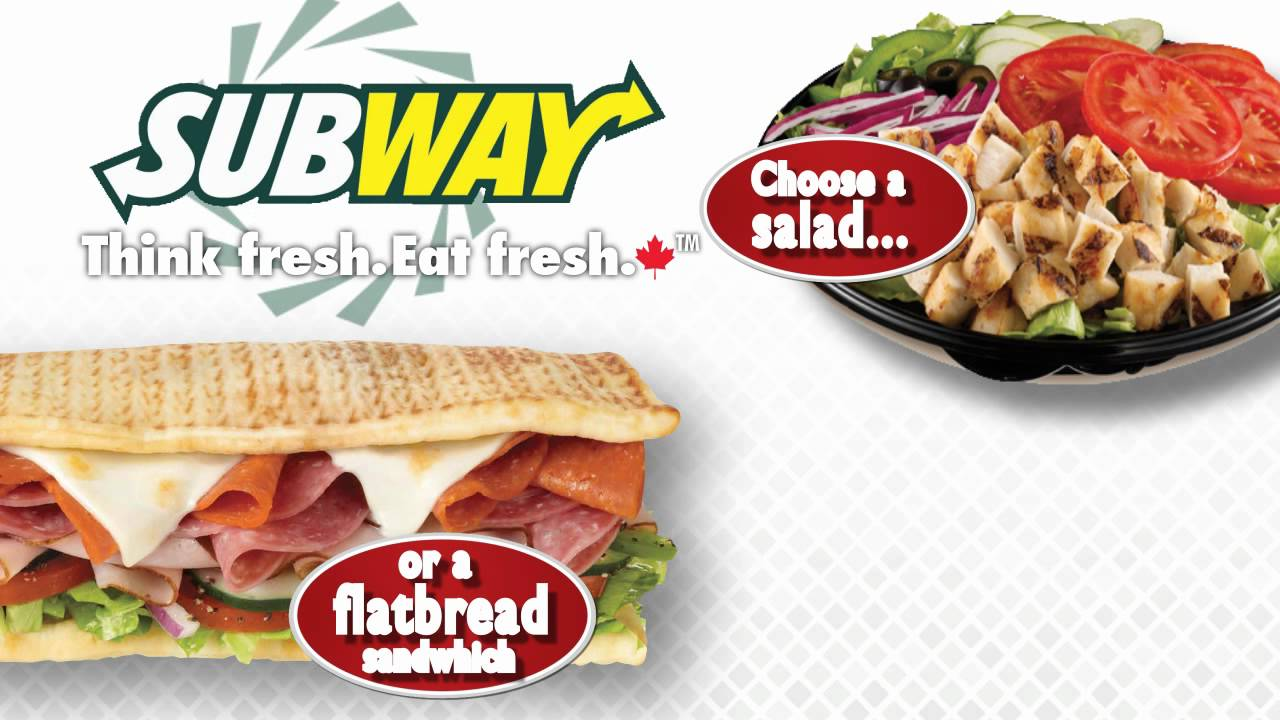 SUBWAY
Think fresh.Eat fresh.™
Choose a
salad...
or a
flatbread
sandwhich